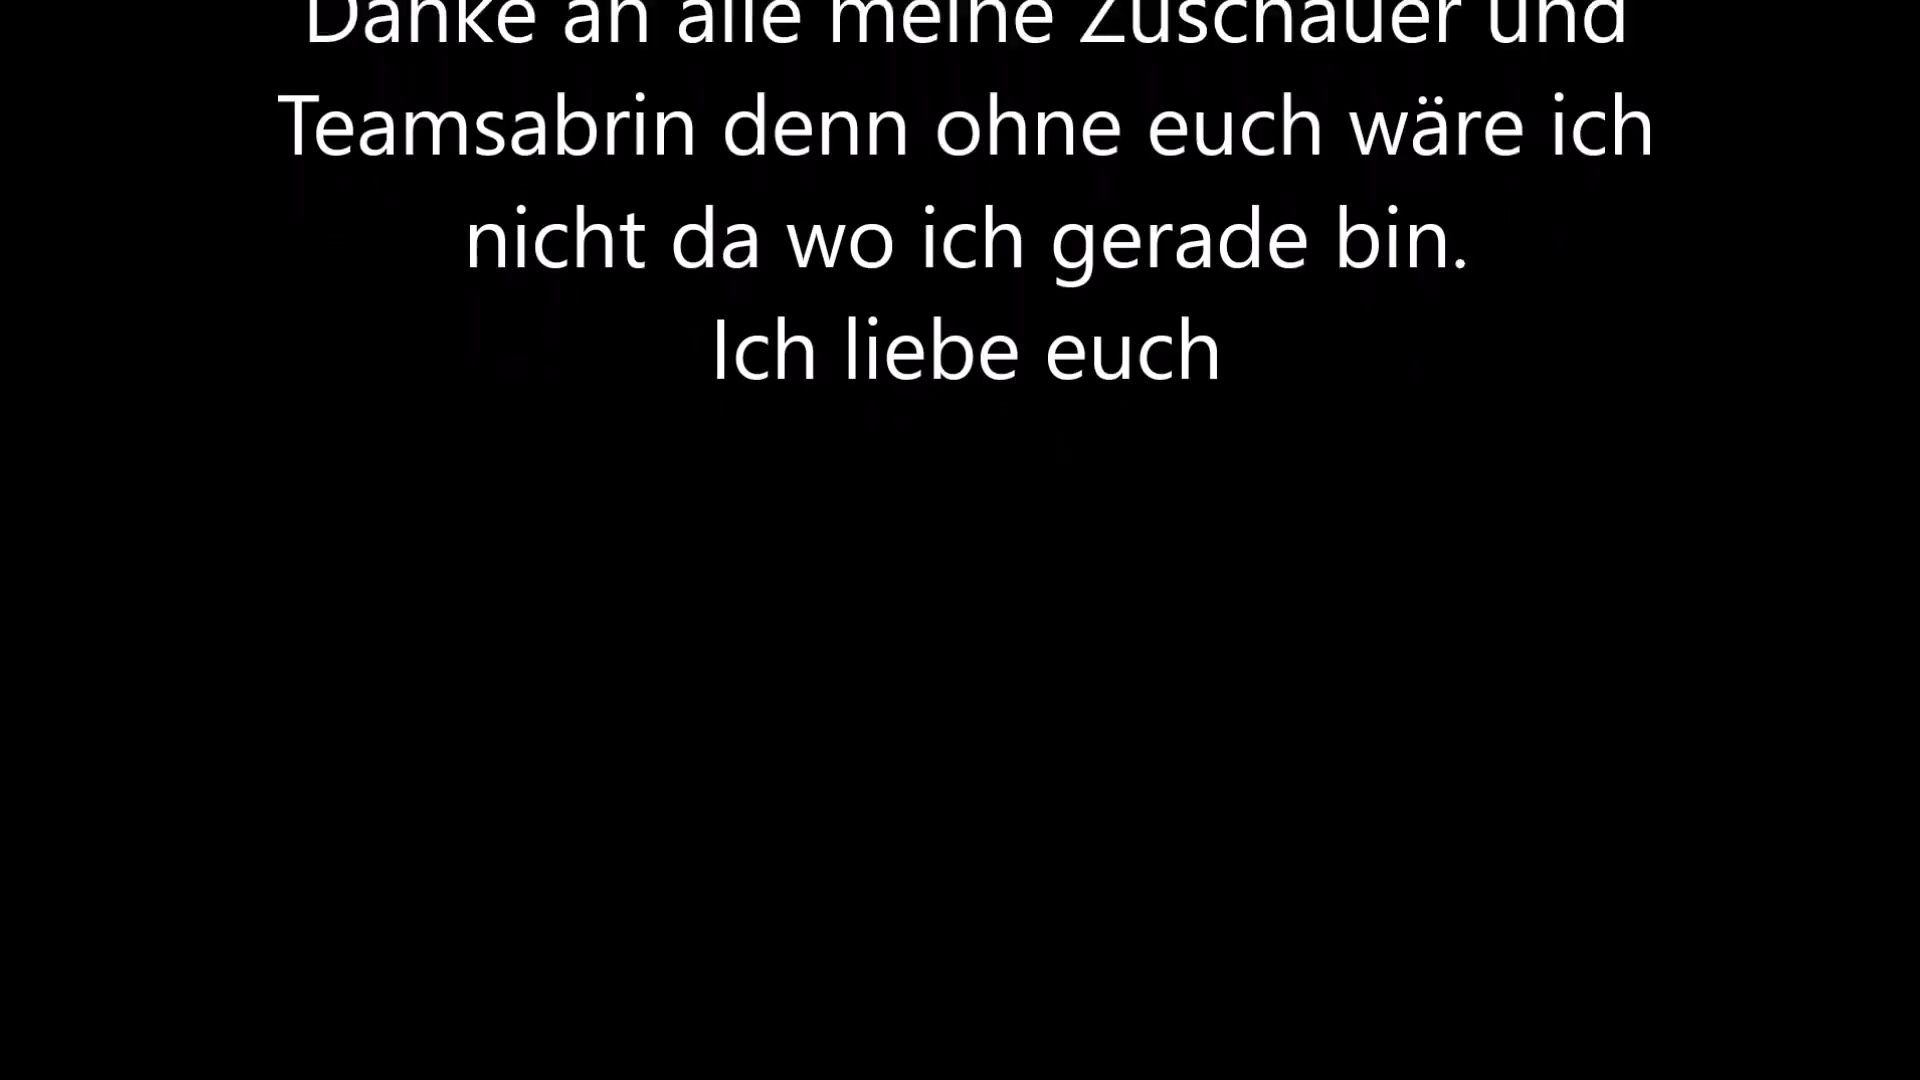 Danke an alle meine Zuschauer und
Teamsabrin denn ohne euch wäre ich
nicht da wo ich gerade bin.
Ich liebe euch